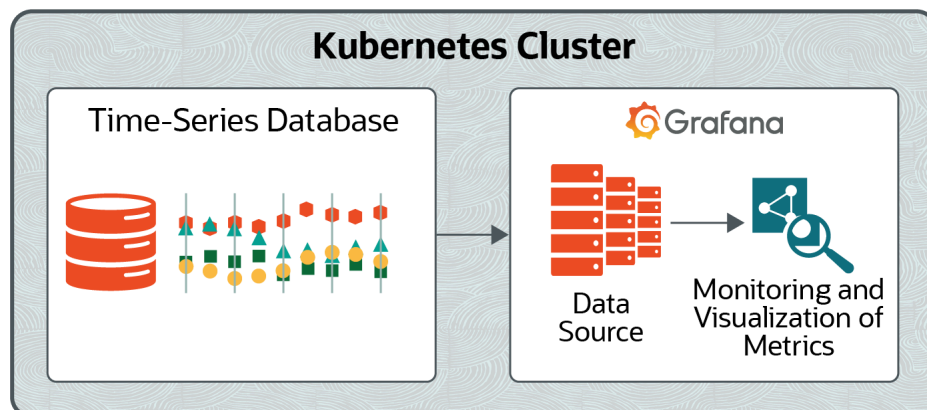 Kubernetes Cluster
Time-Series Database
Grafana
Data
Source
Monitoring and
Visualization of
Metrics